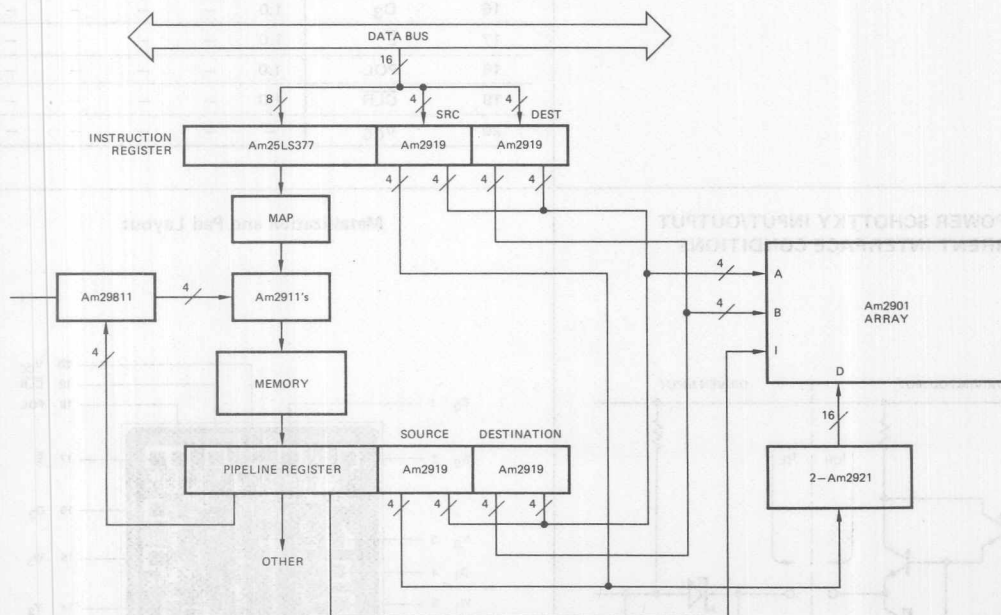 DATA BUS
16
8
4
4
SRC
DEST
INSTRUCTION
REGISTER
Am25LS377
Am2919
Am2919
4
4
4
4
MAP
Am29811
4
Am2911's
4
4
A
4
B
I
D
Am2901
ARRAY
MEMORY
SOURCE
DESTINATION
PIPELINE REGISTER
Am2919
Am2919
4
4
4
4
16
2—Am2921
OTHER